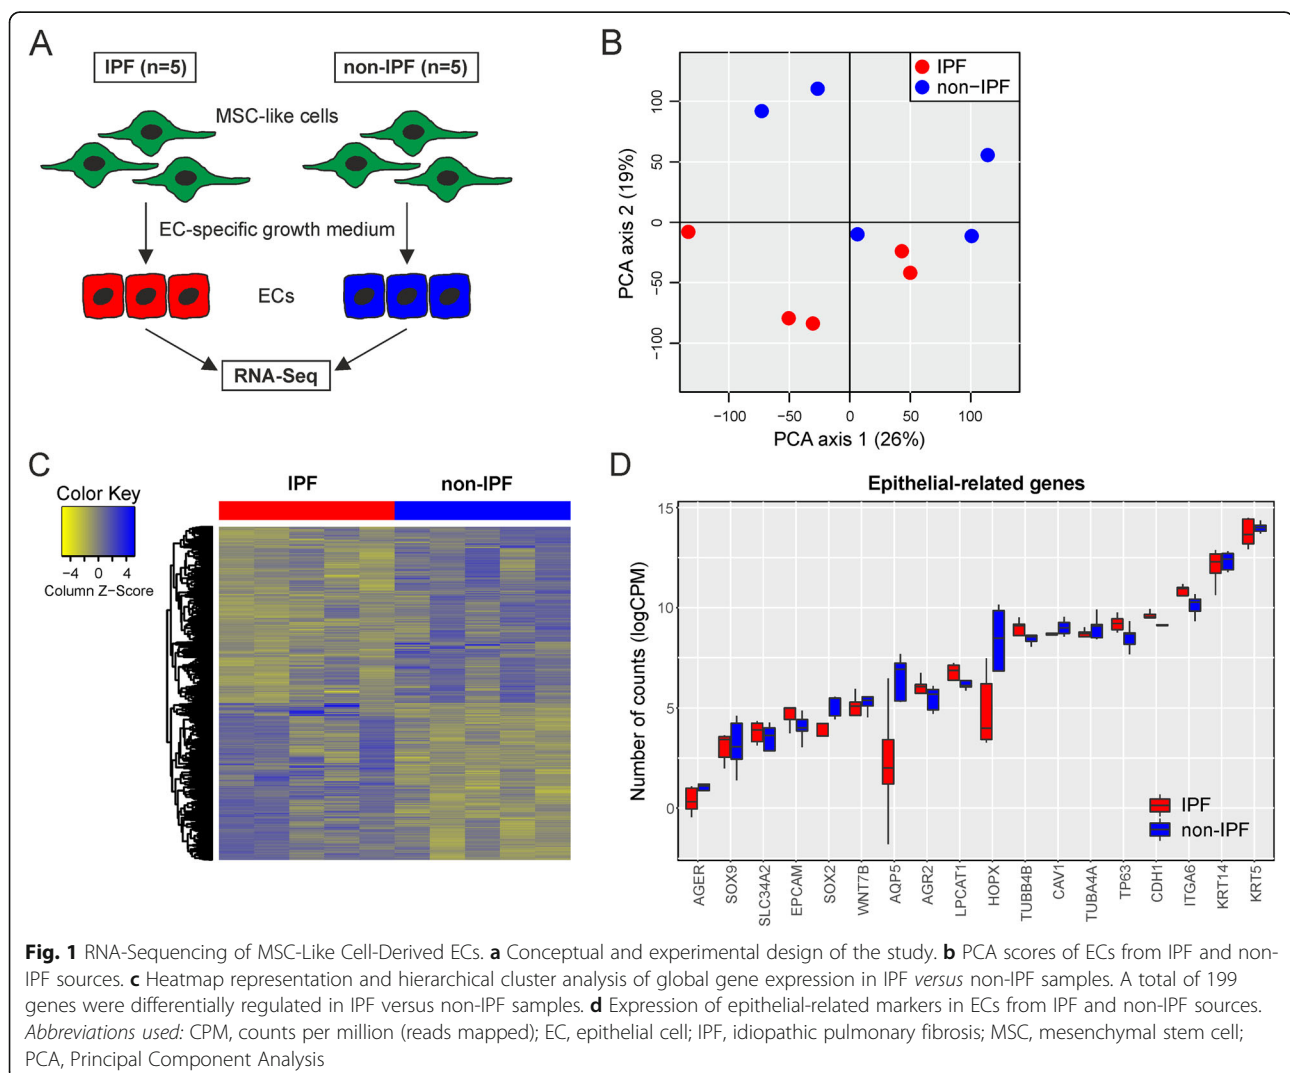 A
IPF (n=5)
non-IPF (n=5)
MSC-like cells
EC-specific growth medium
ECs
RNA-Seq
B
IPF
non−IPF
PCA axis 2 (19%)
100
50
0
−50
−100
−100
−50
0
50
100
PCA axis 1 (26%)
C
Color Key
−4
0
4
Column Z−Score
IPF
non-IPF
D
Epithelial-related genes
Number of counts (logCPM)
15
10
5
0
IPF
non-IPF
AGER
SOX9
SLC34A2
EPCAM
SOX2
WNT7B
AQP5
AGR2
LPCAT1
HOPX
TUBB4B
CAV1
TUBA4A
TP63
CDH1
ITGA6
KRT14
KRT5
Fig. 1 RNA-Sequencing of MSC-Like Cell-Derived ECs. a Conceptual and experimental design of the study. b PCA scores of ECs from IPF and non-
IPF sources. c Heatmap representation and hierarchical cluster analysis of global gene expression in IPF versus non-IPF samples. A total of 199
genes were differentially regulated in IPF versus non-IPF samples. d Expression of epithelial-related markers in ECs from IPF and non-IPF sources.
Abbreviations used: CPM, counts per million (reads mapped); EC, epithelial cell; IPF, idiopathic pulmonary fibrosis; MSC, mesenchymal stem cell;
PCA, Principal Component Analysis